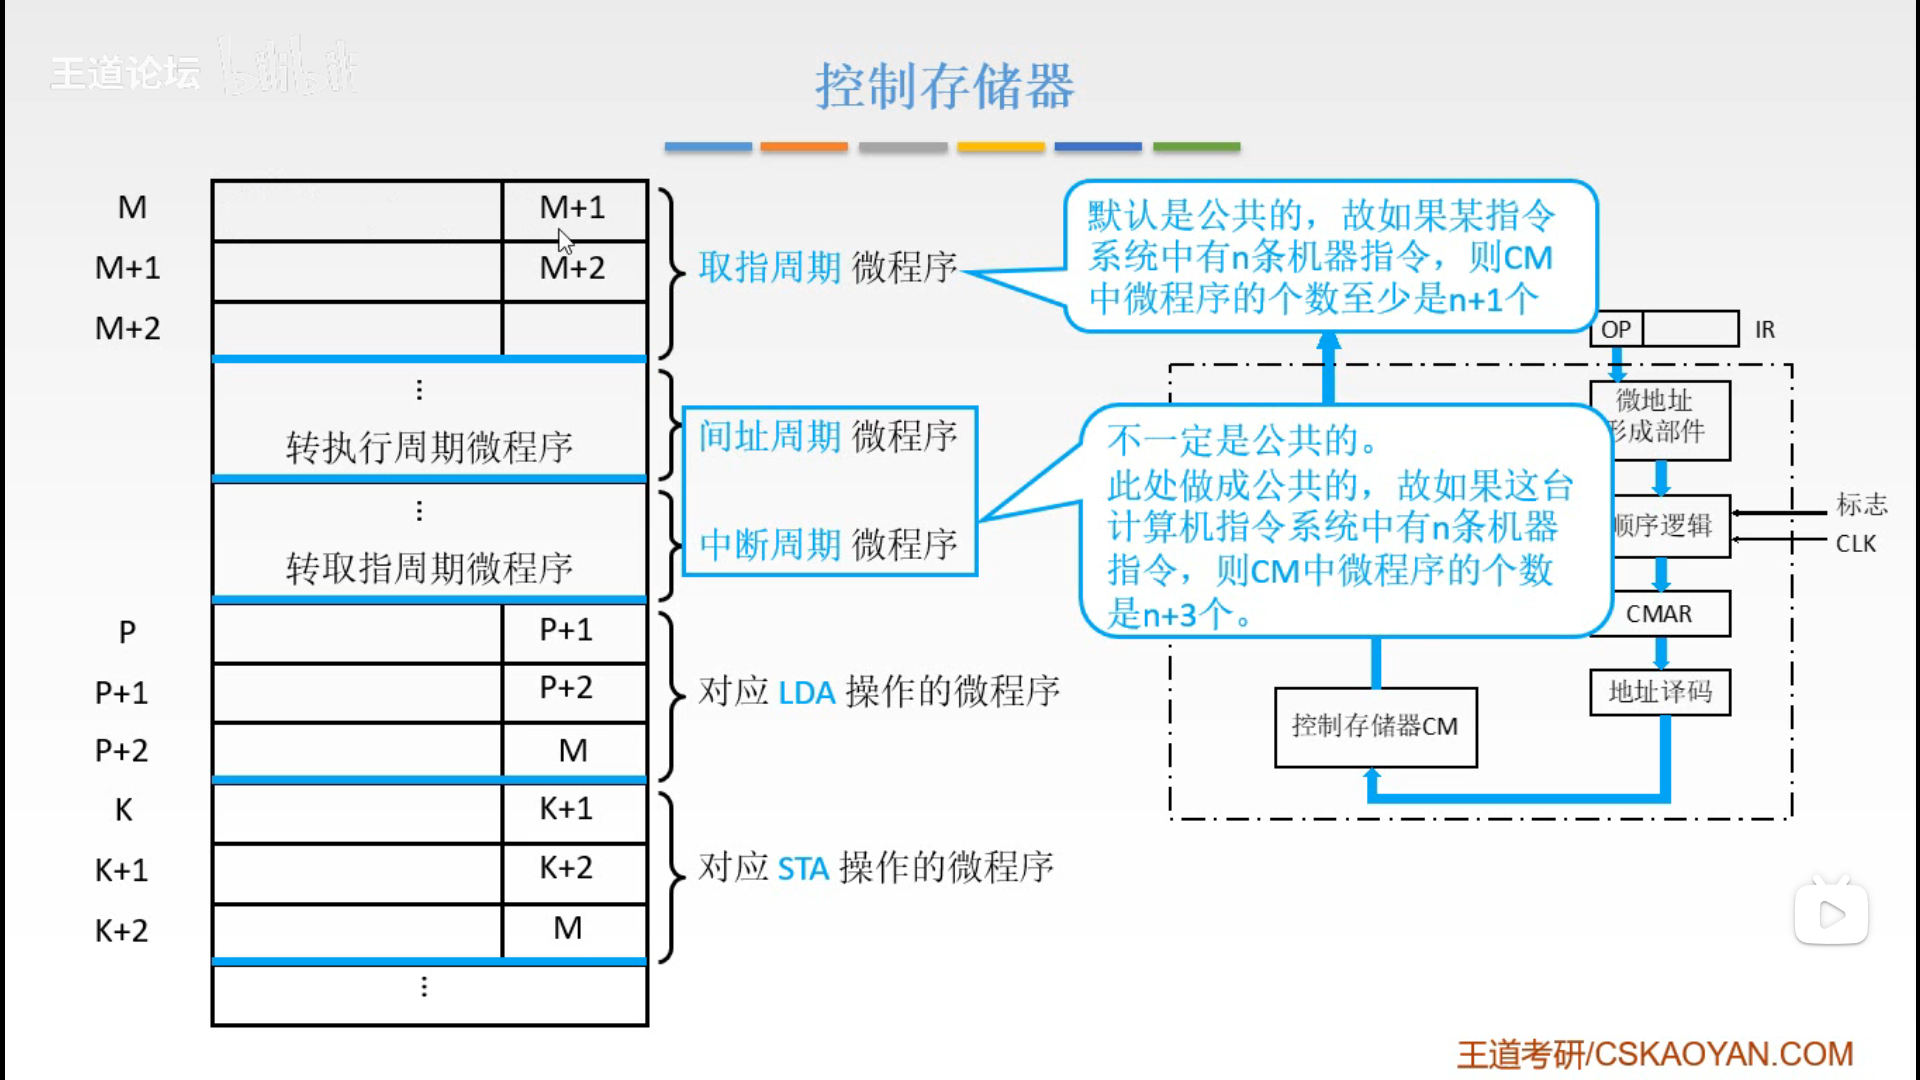 王道论坛 bilibili
控制存储器
M
M+1
M+1
M+2
M+2
取指周期 微程序
默认是公共的，故如果某指令
系统中有n条机器指令，则CM
中微程序的个数至少是n+1个
⋮
转执行周期微程序
间址周期 微程序
⋮
转取指周期微程序
中断周期 微程序
不一定是公共的。
此处做成公共的，故如果这台
计算机指令系统中有n条机器
指令，则CM中微程序的个数
是n+3个。
P
P+1
P+1
P+2
P+2
M
对应 LDA 操作的微程序
K
K+1
K+1
K+2
K+2
M
对应 STA 操作的微程序
⋮
OP
IR
微地址
形成部件
顺序逻辑
标志
CLK
CMAR
地址译码
控制存储器CM
王道考研/CSKAOYAN.COM